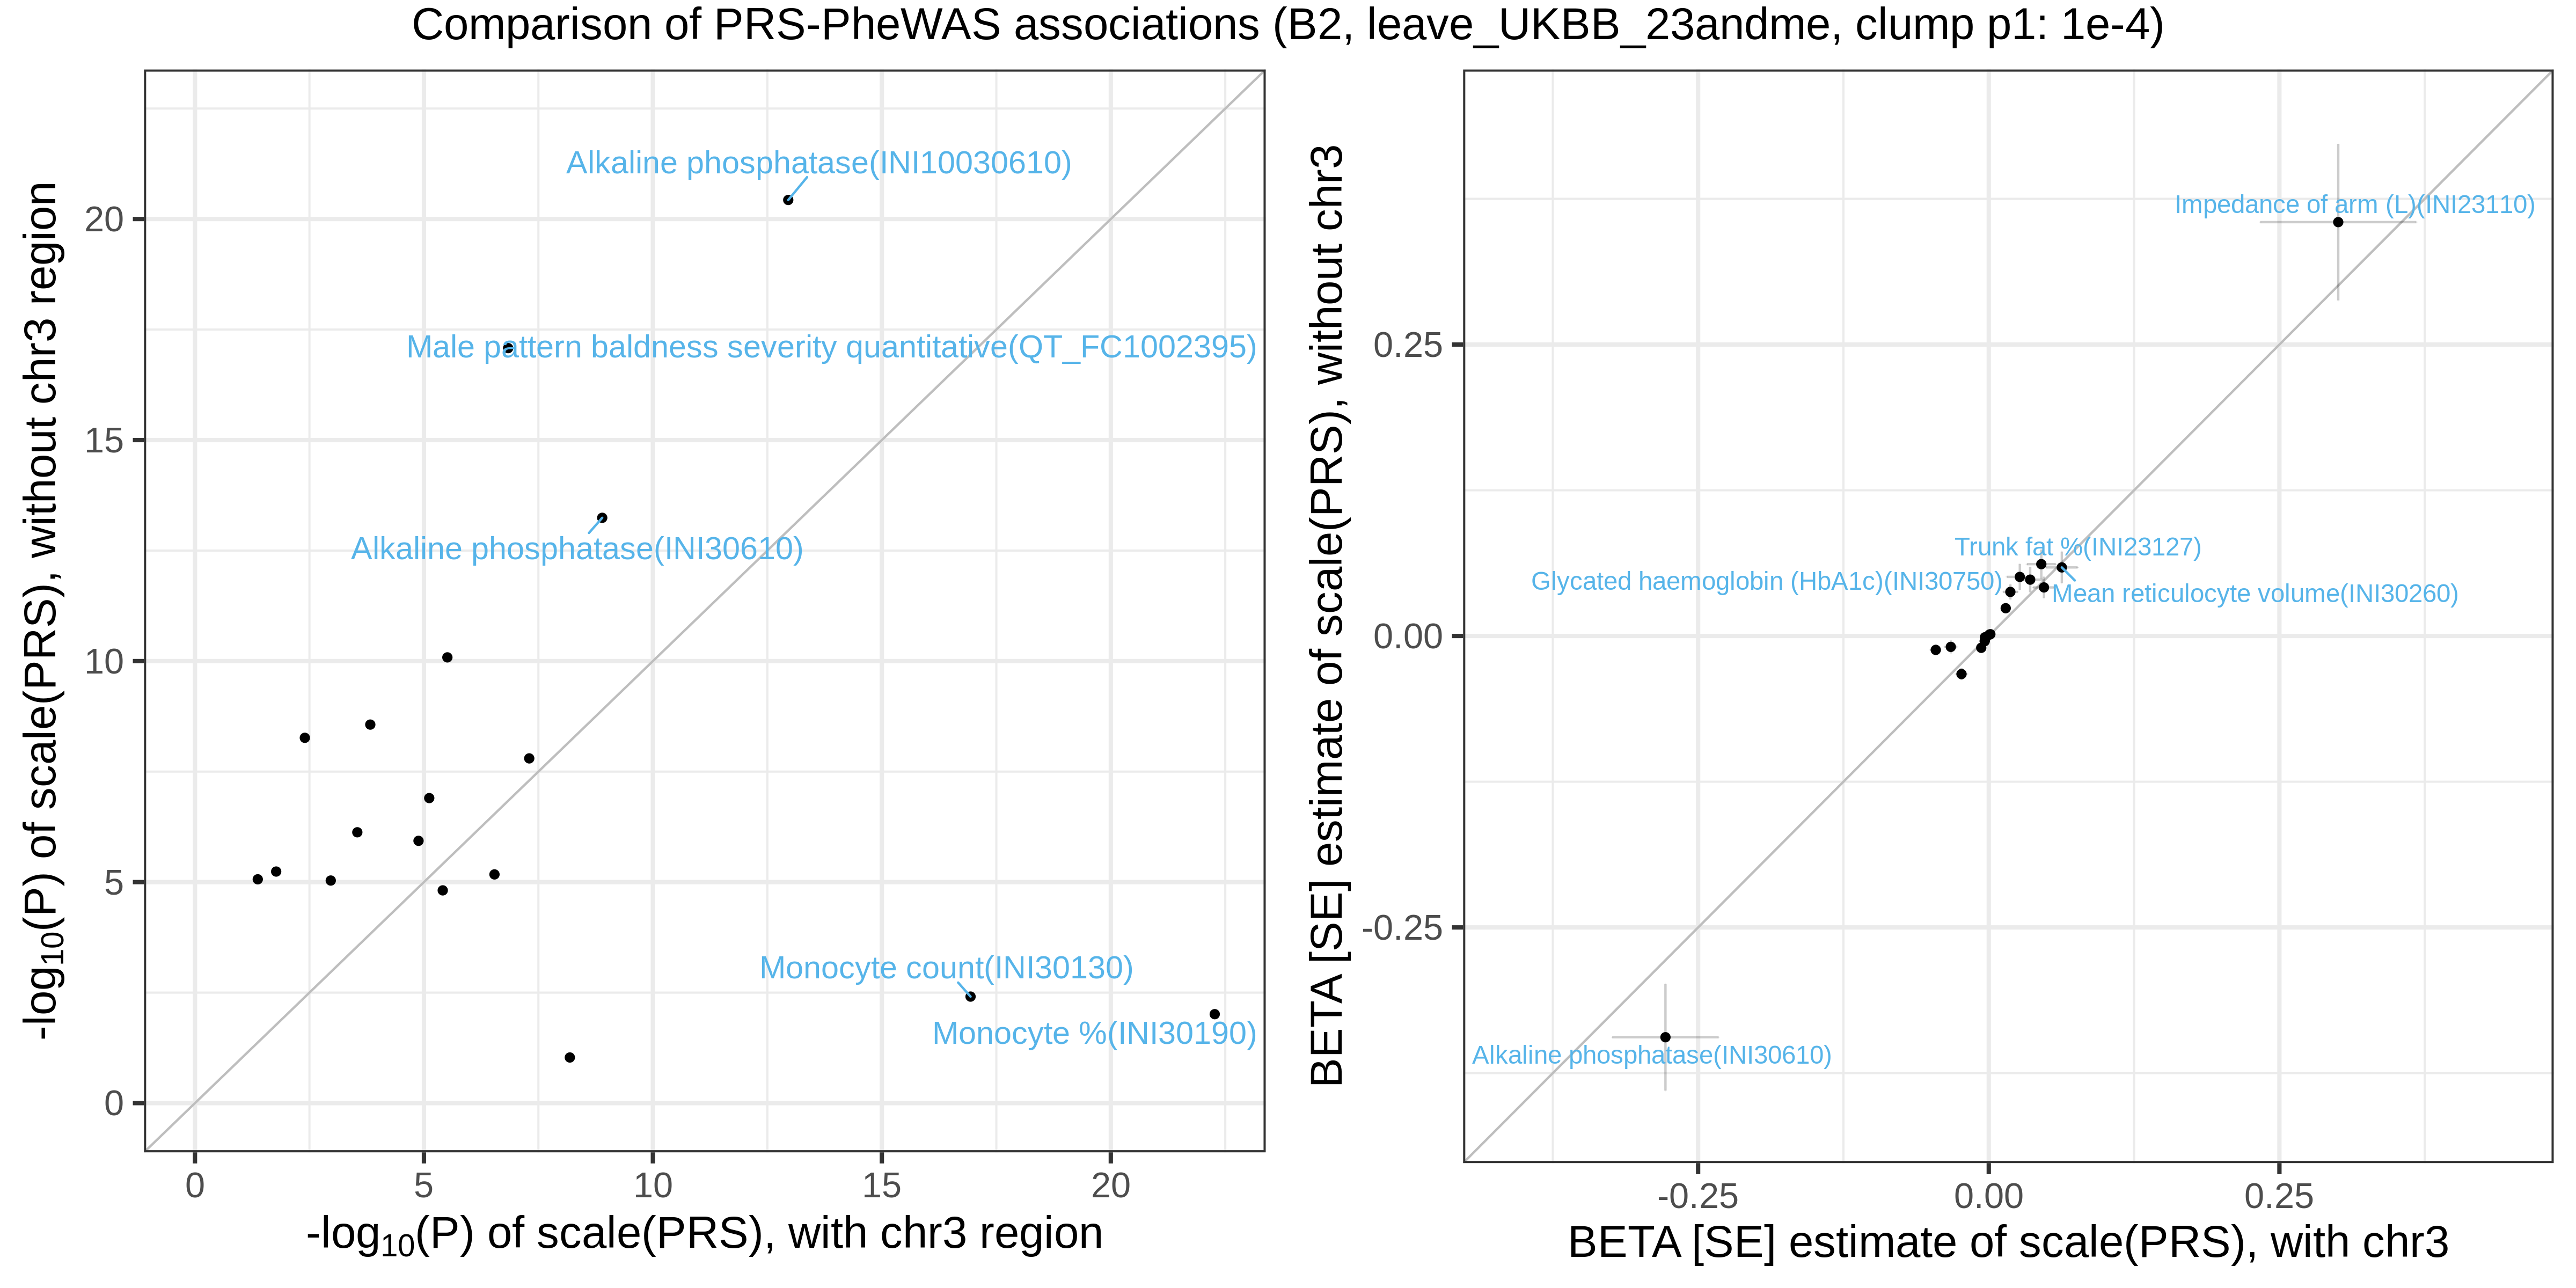 Comparison of PRS-PheWAS associations (B2, leave_UKBB_23andme, clump p1: 1e-4)
-log10(P) of scale(PRS), without chr3 region
20
15
10
5
0
Alkaline phosphatase(INI10030610)
Male pattern baldness severity quantitative(QT_FC1002395)
Alkaline phosphatase(INI30610)
Monocyte count(INI30130)
Monocyte %(INI30190)
0 5 10 15 20
-log10(P) of scale(PRS), with chr3 region
BETA [SE] estimate of scale(PRS), without chr3
0.25
0.00
-0.25
Impedance of arm (L)(INI23110)
Trunk fat %(INI23127)
Glycated haemoglobin (HbA1c)(INI30750)
Mean reticulocyte volume(INI30260)
Alkaline phosphatase(INI30610)
-0.25 0.00 0.25
BETA [SE] estimate of scale(PRS), with chr3